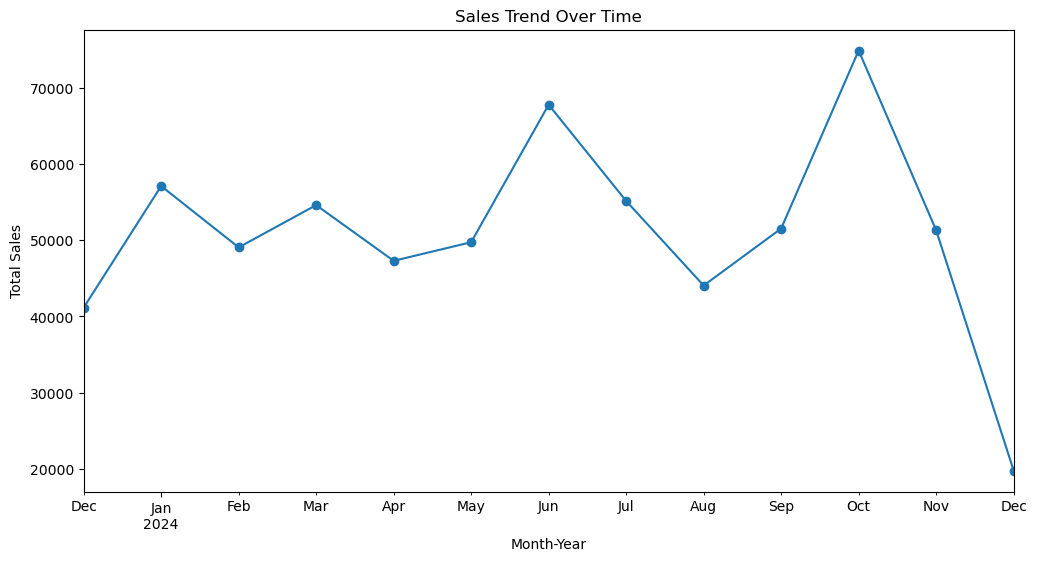 Sales Trend Over Time
Total Sales
70000
60000
50000
40000
30000
20000
Dec Jan Feb Mar Apr May Jun Jul Aug Sep Oct Nov Dec
2024
Month-Year